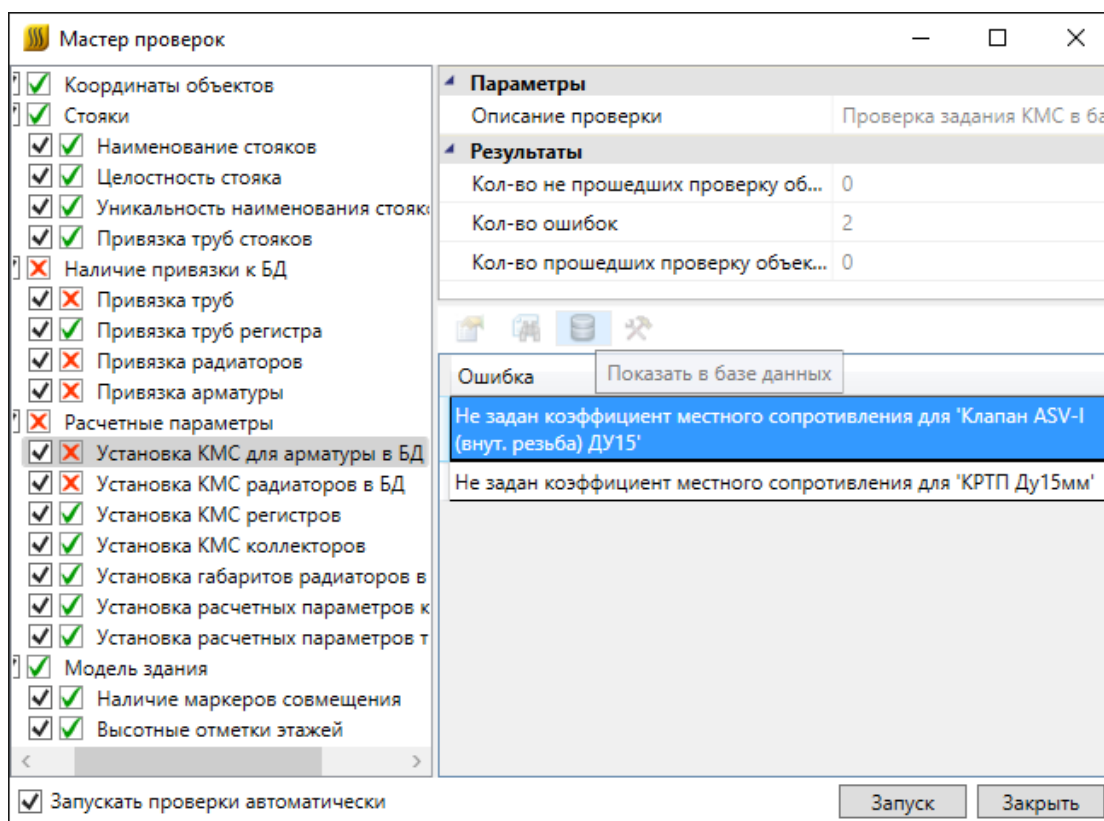 Мастер проверок
Координаты объектов
Стояки
Наименование стояков
Целостность стояка
Уникальность наименования
Привязка труб стояков
Наличие привязки к БД
Привязка труб
Привязка труб регистра
Привязка радиаторов
Привязка арматуры
Расчетные параметры
Установка КМС для арматуры в БД
Установка КМС радиаторов в БД
Установка КМС регистров
Установка КМС коллекторов
Установка габаритов радиаторов в
Установка расчетных параметров к
Установка расчетных параметров т
Модель здания
Наличие маркеров совмещения
Высотные отметки этажей
Запускать проверки автоматически
Параметры
Описание проверки Проверка задания КМС в ба
Результаты
Кол-во не прошедших проверку об... 0
Кол-во ошибок 2
Кол-во прошедших проверку объек... 0
Ошибка
Показать в базе данных
Не задан коэффициент местного сопротивления для 'Клапан ASV-I
(внут. резьба) ДУ15'
Не задан коэффициент местного сопротивления для 'КРТП Ду15мм'
Запуск
Закрыть